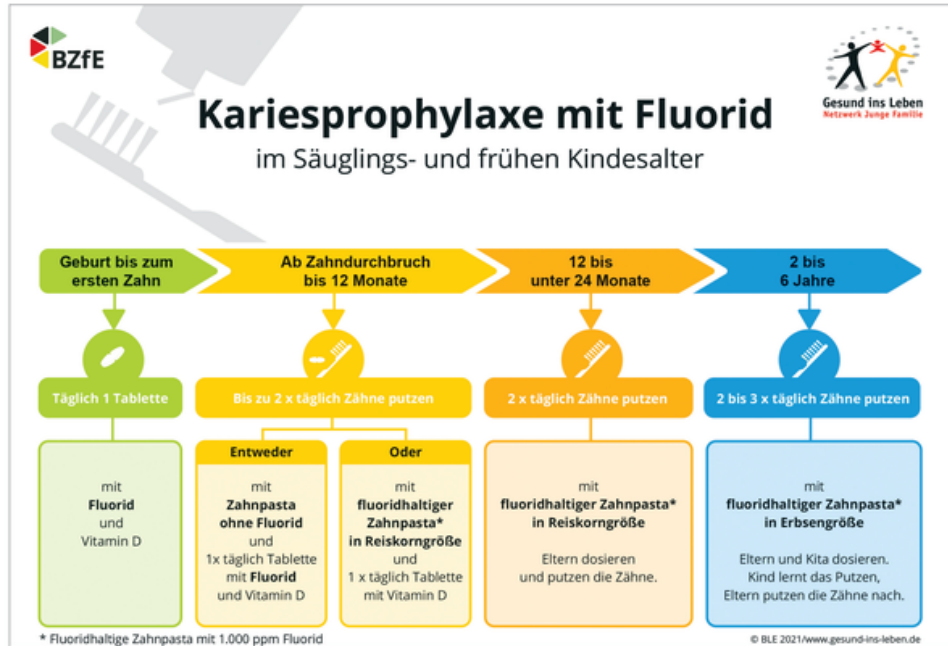 BZfE
Gesund ins Leben
Netzwerk Junge Familie
Kariesprophylaxe mit Fluorid
im Säuglings- und frühen Kindesalter
Geburt bis zum
ersten Zahn
Täglich 1 Tablette
mit
Fluorid
und
Vitamin D
Ab Zahndurchbruch
bis 12 Monate
Bis zu 2 x täglich Zähne putzen
Entweder
mit
Zahnpasta
ohne Fluorid
und
1x täglich Tablette
mit Fluorid
und Vitamin D
Oder
mit
fluoridhaltiger
Zahnpasta*
in Reiskorngröße
und
1 x täglich Tablette
mit Vitamin D
12 bis
unter 24 Monate
2 x täglich Zähne putzen
mit
fluoridhaltiger Zahnpasta*
in Reiskorngröße
Eltern dosieren
und putzen die Zähne.
2 bis
6 Jahre
2 bis 3 x täglich Zähne putzen
mit
fluoridhaltiger Zahnpasta*
in Erbsengröße
Eltern und Kita dosieren.
Kind lernt das Putzen,
Eltern putzen die Zähne nach.
* Fluoridhaltige Zahnpasta mit 1.000 ppm Fluorid
© BLE 2021/www.gesund-ins-leben.de